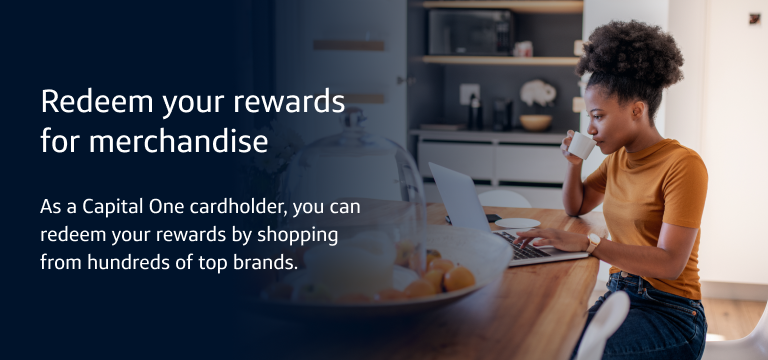 Redeem your rewards
for merchandise
As a Capital One cardholder, you can
redeem your rewards by shopping
from hundreds of top brands.